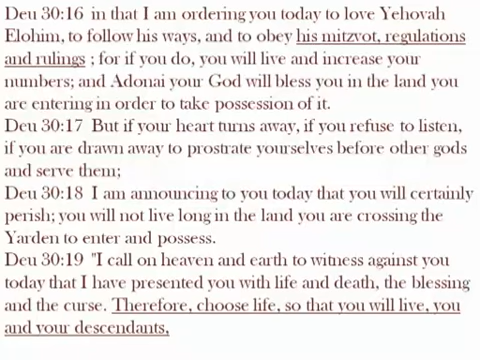 Deu 30:16 in that I am ordering you today to love Yehovah
Elohim, to follow his ways, and to obey his mitzvot, regulations
and rulings ; for if you do, you will live and increase your
numbers; and Adonai your God will bless you in the land you
are entering in order to take possession of it.
Deu 30:17 But if your heart turns away, if you refuse to listen,
if you are drawn away to prostrate yourselves before other gods
and serve them;
Deu 30:18 I am announcing to you today that you will certainly
perish; you will not live long in the land you are crossing the
Yarden to enter and possess.
Deu 30:19 "I call on heaven and earth to witness against you
today that I have presented you with life and death, the blessing
and the curse. Therefore, choose life, so that you will live, you
and your descendants,